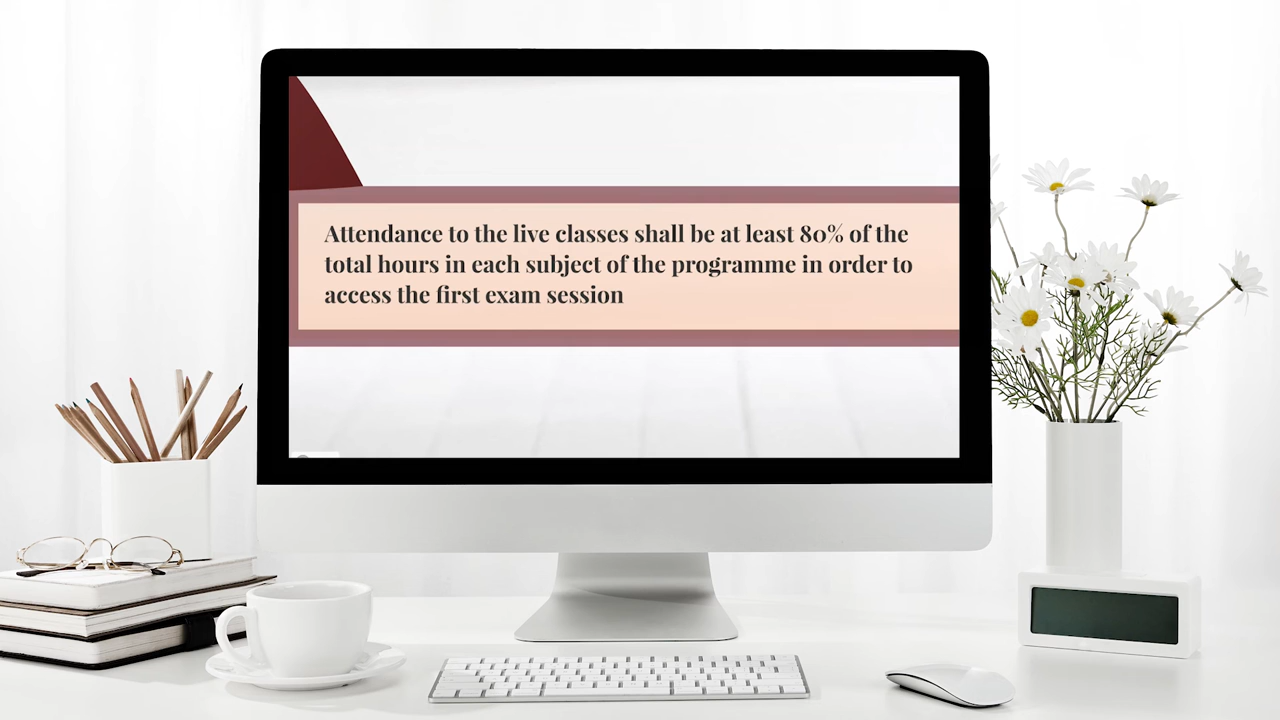 Attendance to the live classes shall be at least 80% of the
total hours in each subject of the programme in order to
access the first exam session